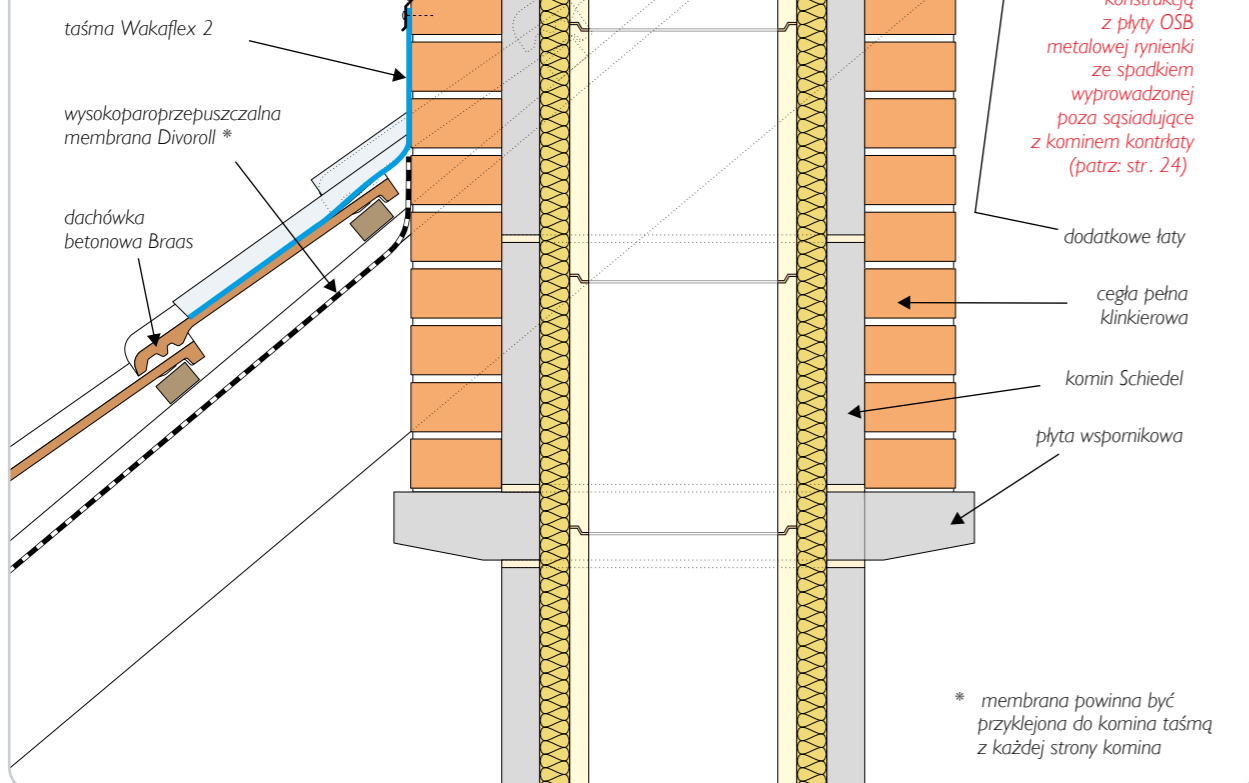 taśma Wakaflex 2
wysokoparoprzepuszczalna
membrana Divoroll *
dachówka
betonowa Braas
konstrukcją
z płyty OSB
metalowej rynienki
ze spadkiem
wyprowadzonej
poza sąsiadujące
z kominem kontrłaty
(patrz: str. 24)
dodatkowe łaty
cegła pełna
klinkierowa
komin Schiedel
płyta wspornikowa
* membrana powinna być
przyklejona do komina taśmą
z każdej strony komina